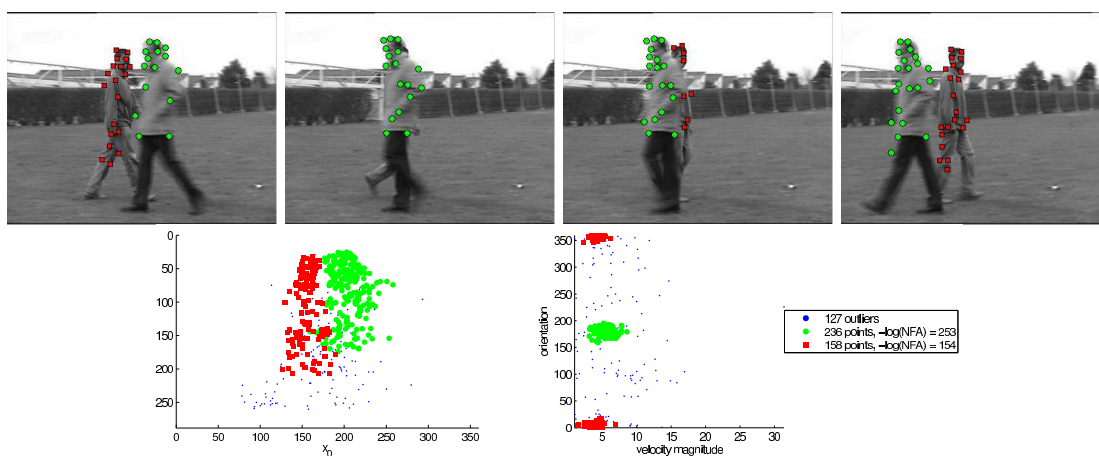 0
50
100
150
200
250
0 50 100 150 200 250 300 350
x0
350
300
250
200
150
100
50
0
orientation
5 10 15 20 25 30
velocity magnitude
127 outliers
236 points, −log(NFA) = 253
158 points, −log(NFA) = 154